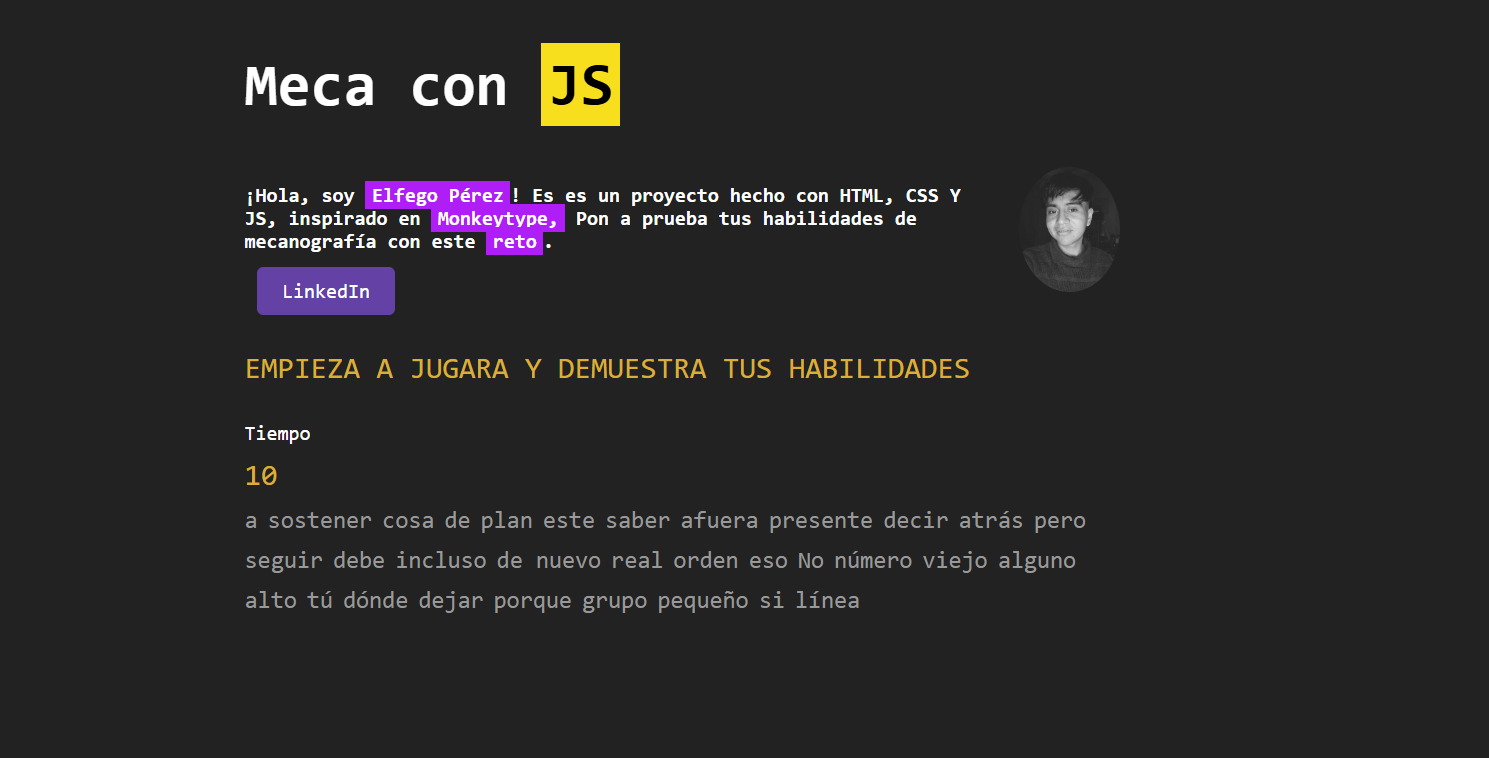 Meca con JS
¡Hola, soy Elfego Pérez! Es es un proyecto hecho con HTML, CSS Y
JS, inspirado en Monkeytype, Pon a prueba tus habilidades de
mecanografía con este reto.
LinkedIn
EMPIEZA A JUGARA Y DEMUESTRA TUS HABILIDADES
Tiempo
10
a sostener cosa de plan este saber afuera presente decir atrás pero
seguir debe incluso de nuevo real orden eso No número viejo alguno
alto tú dónde dejar porque grupo pequeño si línea